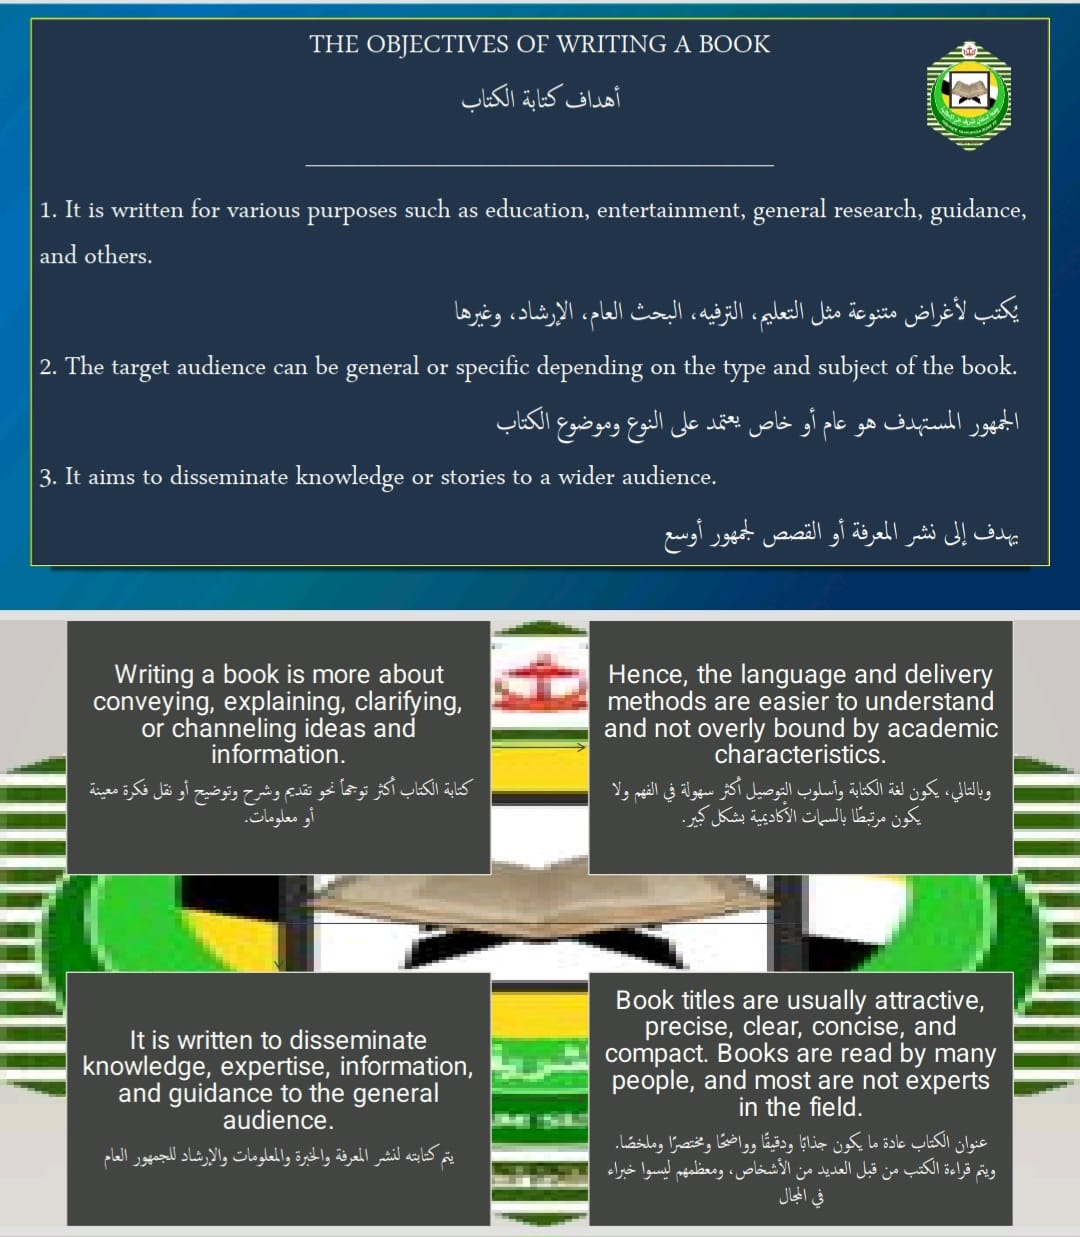 THE OBJECTIVES OF WRITING A BOOK
أهداف كتابة الكتاب
1. It is written for various purposes such as education, entertainment, general research, guidance,
and others.
يُكتب لأغراض متنوعة مثل التعليم، الترفيه، البحث العام، الإرشاد، وغيرها
2. The target audience can be general or specific depending on the type and subject of the book.
الجمهور المستهدف هو عام أو خاص يعتمد على النوع وموضوع الكتاب
3. It aims to disseminate knowledge or stories to a wider audience.
يهدف إلى نشر المعرفة أو القصص لجمهور أوسع
Writing a book is more about
conveying, explaining, clarifying,
or channeling ideas and
information.
كتابة الكتاب أكثر توجهاً نحو تقديم وشرح وتوضيح أو نقل فكرة معينة
أو معلومات.
Hence, the language and delivery
methods are easier to understand
and not overly bound by academic
characteristics.
وبالتالي، يكون لغة الكتابة وأسلوب التوصيل أكثر سهولة في الفهم ولا
يكون مرتبطًا بالسمات الأكاديمية بشكل كبير.
It is written to disseminate
knowledge, expertise, information,
and guidance to the general
audience.
يتم كتابته لنشر المعرفة والخبرة والمعلومات والإرشاد للجمهور العام
Book titles are usually attractive,
precise, clear, concise, and
compact. Books are read by many
people, and most are not experts
in the field.
عنوان الكتاب عادة ما يكون جذابًا ودقيقًا وواضحًا ومختصرًا وملخصًا.
ويتم قراءة الكتب من قبل العديد من الأشخاص، ومعظمهم ليسوا خبراء
في المجال